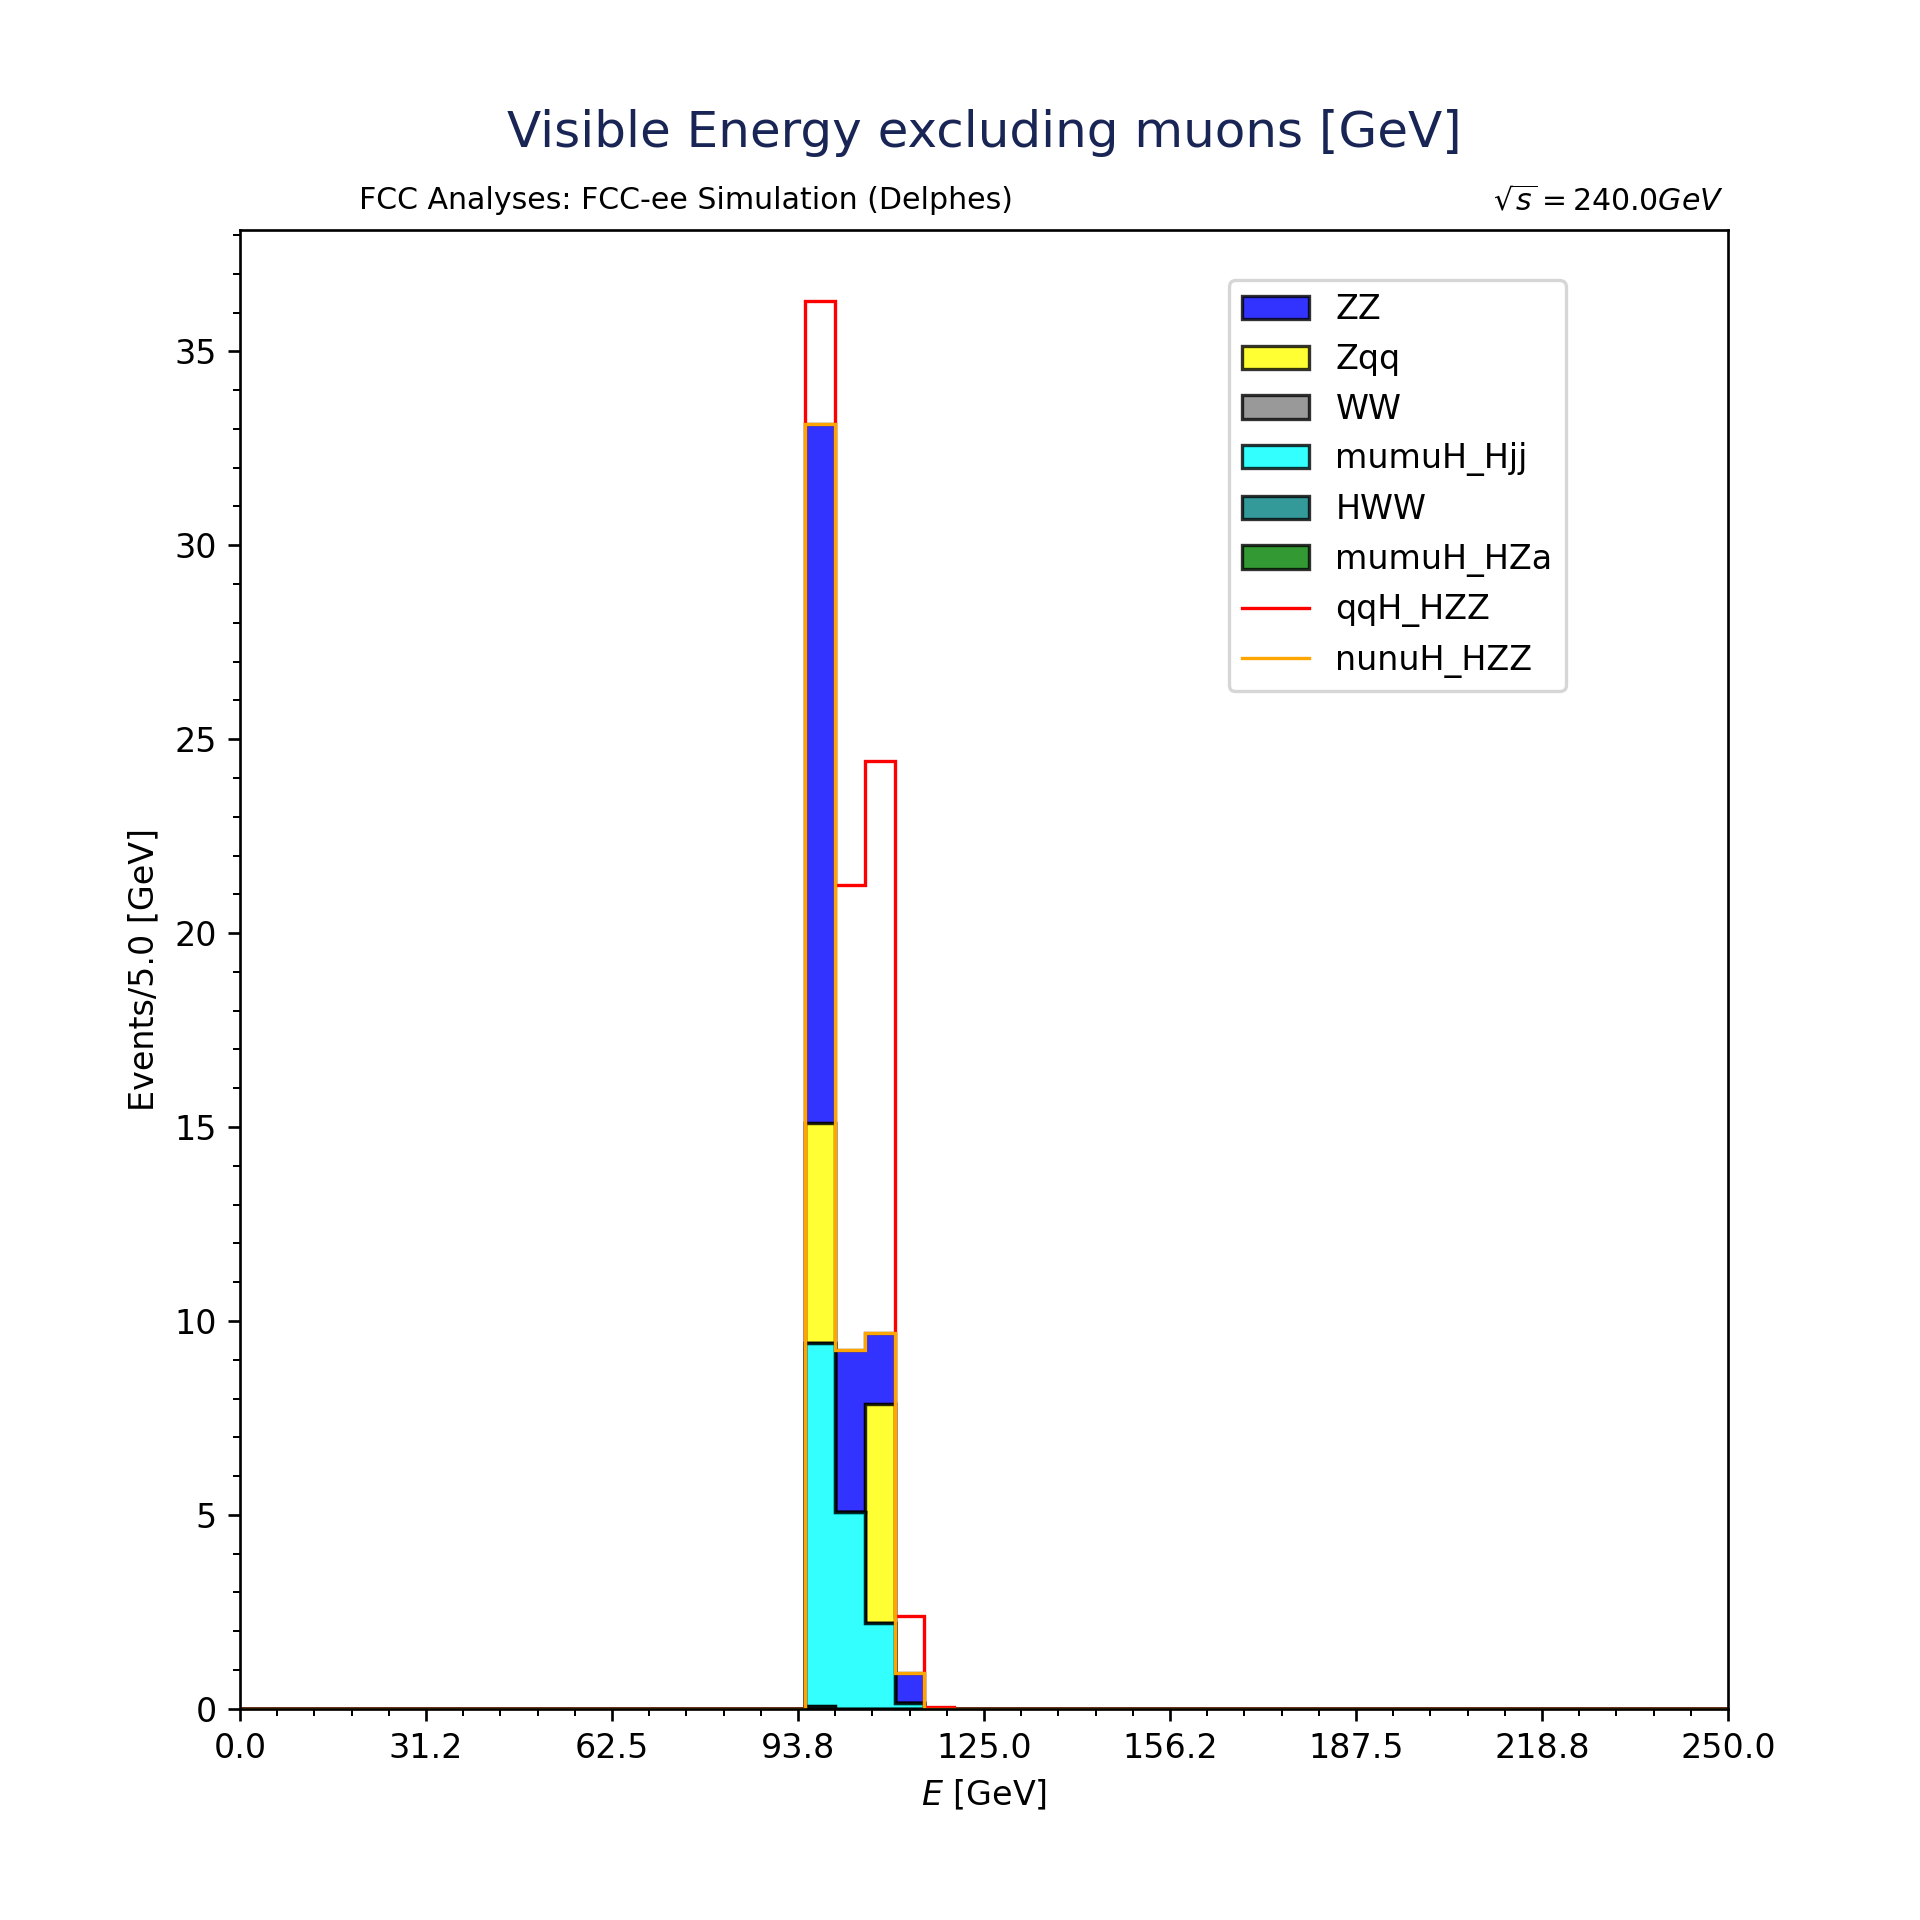 Visible Energy excluding muons [GeV]
FCC Analyses: FCC-ee Simulation (Delphes)
√s = 240.0GeV
ZZ
Zqq
WW
mumuH_Hjj
HWW
mumuH_HZa
qqH_HZZ
nunuH_HZZ
Events/5.0 [GeV]
35
30
25
20
15
10
5
0
0.0 31.2 62.5 93.8 125.0 156.2 187.5 218.8 250.0
E [GeV]